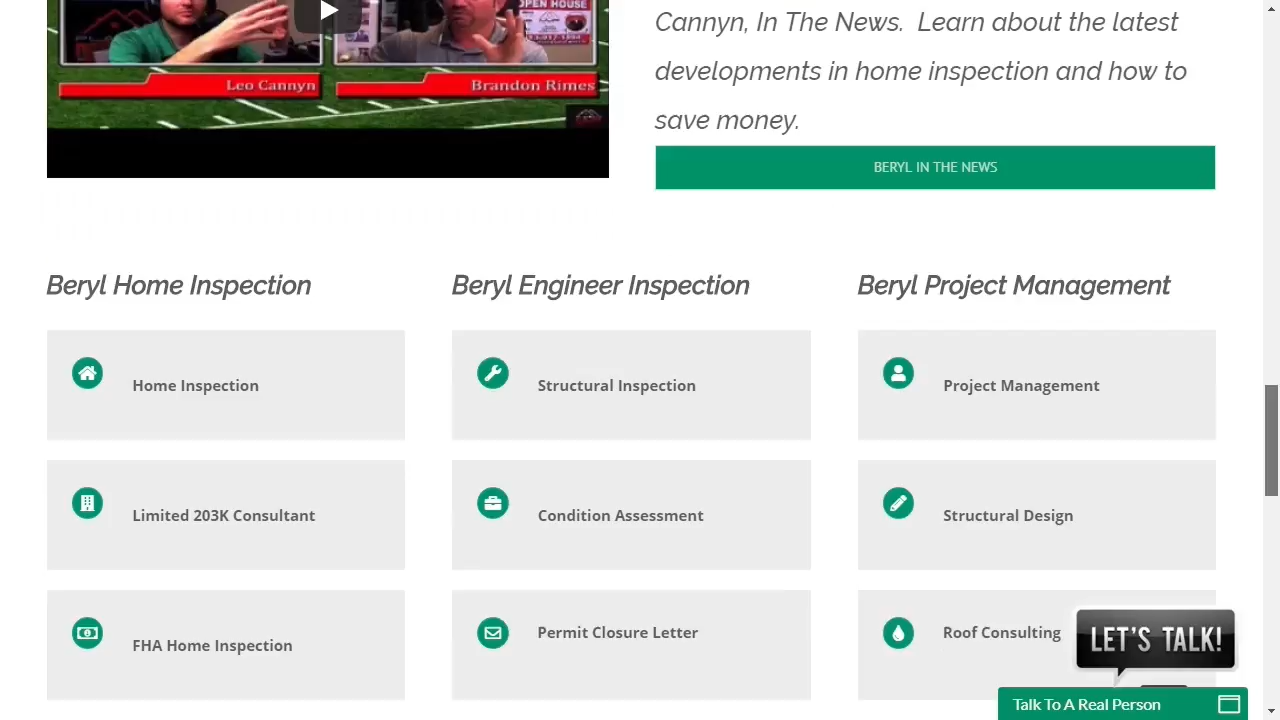 OPEN HOUSE
Leo Cannyn
Brandon Rimes
Cannyn, In The News. Learn about the latest
developments in home inspection and how to
save money.
BERYL IN THE NEWS
Beryl Home Inspection
Home Inspection
Limited 203K Consultant
FHA Home Inspection
Beryl Engineer Inspection
Structural Inspection
Condition Assessment
Permit Closure Letter
Beryl Project Management
Project Management
Structural Design
Roof Consulting
LET'S TALK!
Talk To A Real Person